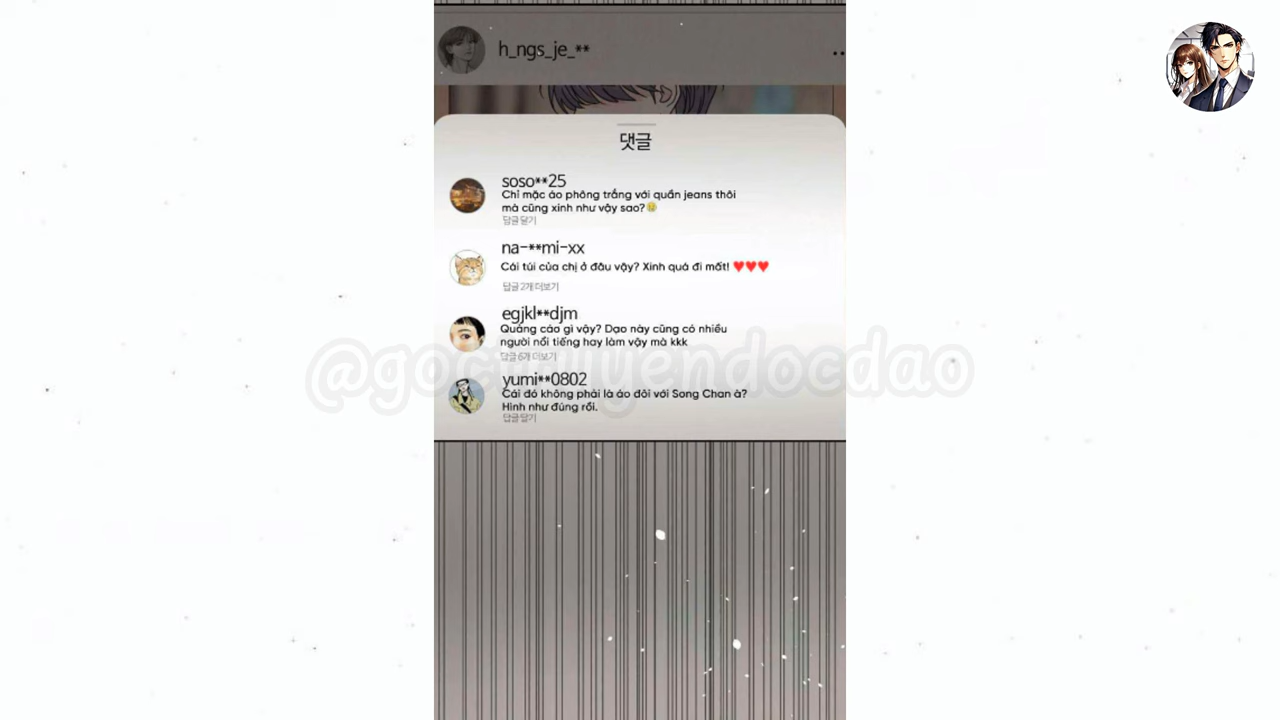 h_ngs_je_**
댓글
soso**25
Chỉ mặc áo phông trắng với quần jeans thôi
mà cũng xinh như vậy sao?🥲
답글 달기
na-**mi-xx
Cái túi của chị ở đâu vậy? Xinh quá đi mất! ❤️❤️❤️
답글 2개 더보기
egjkl**djm
Quảng cáo gì vậy? Dạo này cũng có nhiều
người nổi tiếng hay làm vậy mà kkk
답글 6개 더보기
@goctruyendocdao
yumi**0802
Cái đó không phải là áo đôi với Song Chan à?
Hình như đúng rồi.
답글 달기